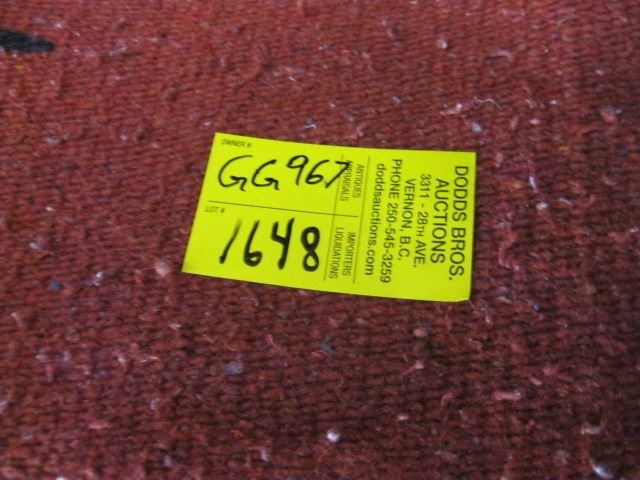 OWNER #
GG967
LOT #
1648
ANTIQUES
APPRAISALS
IMPORTERS
LIQUIDATIONS
DODDS BROS.
AUCTIONS
3311 - 28TH AVE.
VERNON, B.C.
PHONE 250-545-3259
doddsauctions.com